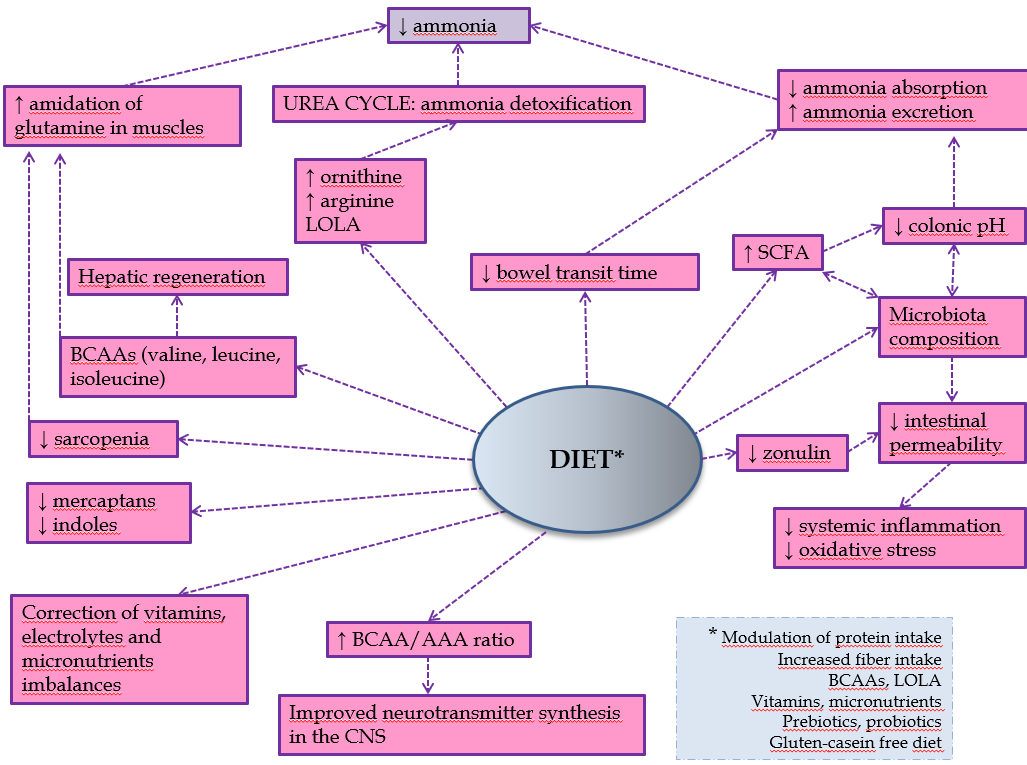 ↓ ammonia
↑ amidation of
glutamine in muscles
UREA CYCLE: ammonia detoxification
↓ ammonia absorption
↑ ammonia excretion
↑ ornithine
↑ arginine
LOLA
↓ colonic pH
↑ SCFA
Hepatic regeneration
↓ bowel transit time
Microbiota
composition
BCAAs (valine, leucine,
isoleucine)
↓ sarcopenia
DIET*
↓ zonulin
↓ intestinal
permeability
↓ mercaptans
↓ indoles
↓ systemic inflammation
↓ oxidative stress
Correction of vitamins,
electrolytes and
micronutrients
imbalances
↑ BCAA/AAA ratio
Improved neurotransmitter synthesis
in the CNS
* Modulation of protein intake
Increased fiber intake
BCAAs, LOLA
Vitamins, micronutrients
Prebiotics, probiotics
Gluten-casein free diet